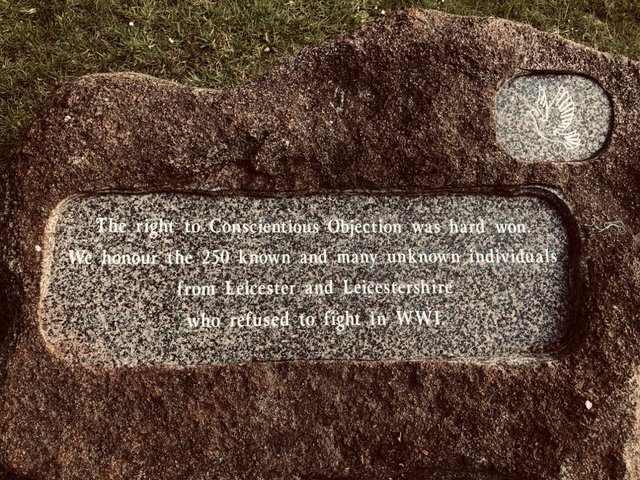 The right to Conscientious Objection was hard won.
We honour the 250 known and many unknown individuals
from Leicester and Leicestershire
who refused to fight in WWI.